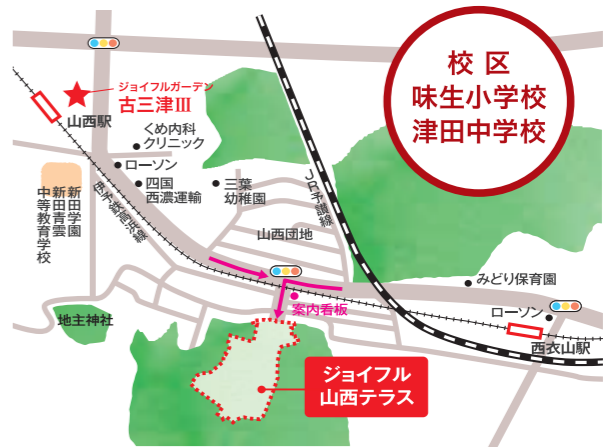 校区
味生小学校
津田中学校
ジョイフルガーデン
古三津Ⅲ
山西駅
くめ内科
クリニック
ローソン
四国
西濃運輸
三葉
幼稚園
新田学園
新田青雲
中等教育学校
伊予鉄高浜線
JR予讃線
山西団地
みどり保育園
案内看板
ローソン
西衣山駅
地主神社
ジョイフル
山西テラス